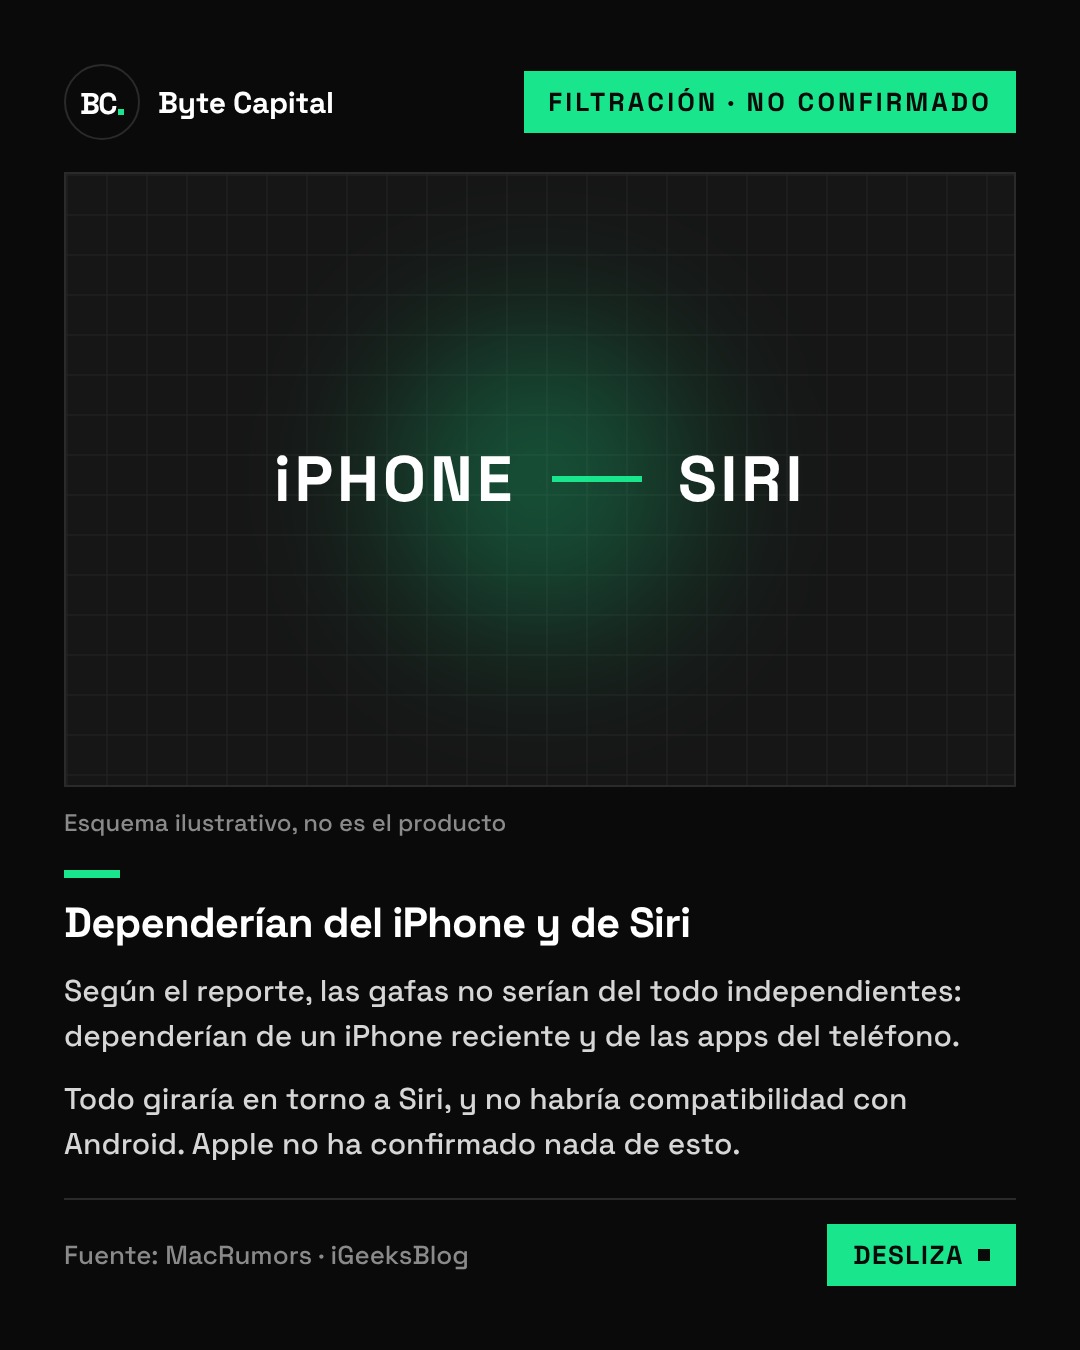 BC.
Byte Capital
FILTRACIÓN · NO CONFIRMADO
iPHONE — SIRI
Esquema ilustrativo, no es el producto
Dependerían del iPhone y de Siri
Según el reporte, las gafas no serían del todo independientes:
dependerían de un iPhone reciente y de las apps del teléfono.
Todo giraría en torno a Siri, y no habría compatibilidad con
Android. Apple no ha confirmado nada de esto.
Fuente: MacRumors · iGeeksBlog
DESLIZA